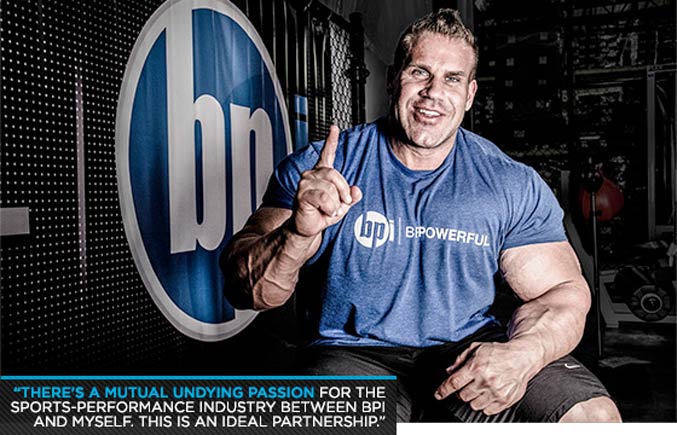 bpi
bpi | BPPOWERFUL
“THERE’S A MUTUAL UNDYING PASSION FOR THE
SPORTS-PERFORMANCE INDUSTRY BETWEEN BPI
AND MYSELF. THIS IS AN IDEAL PARTNERSHIP.”